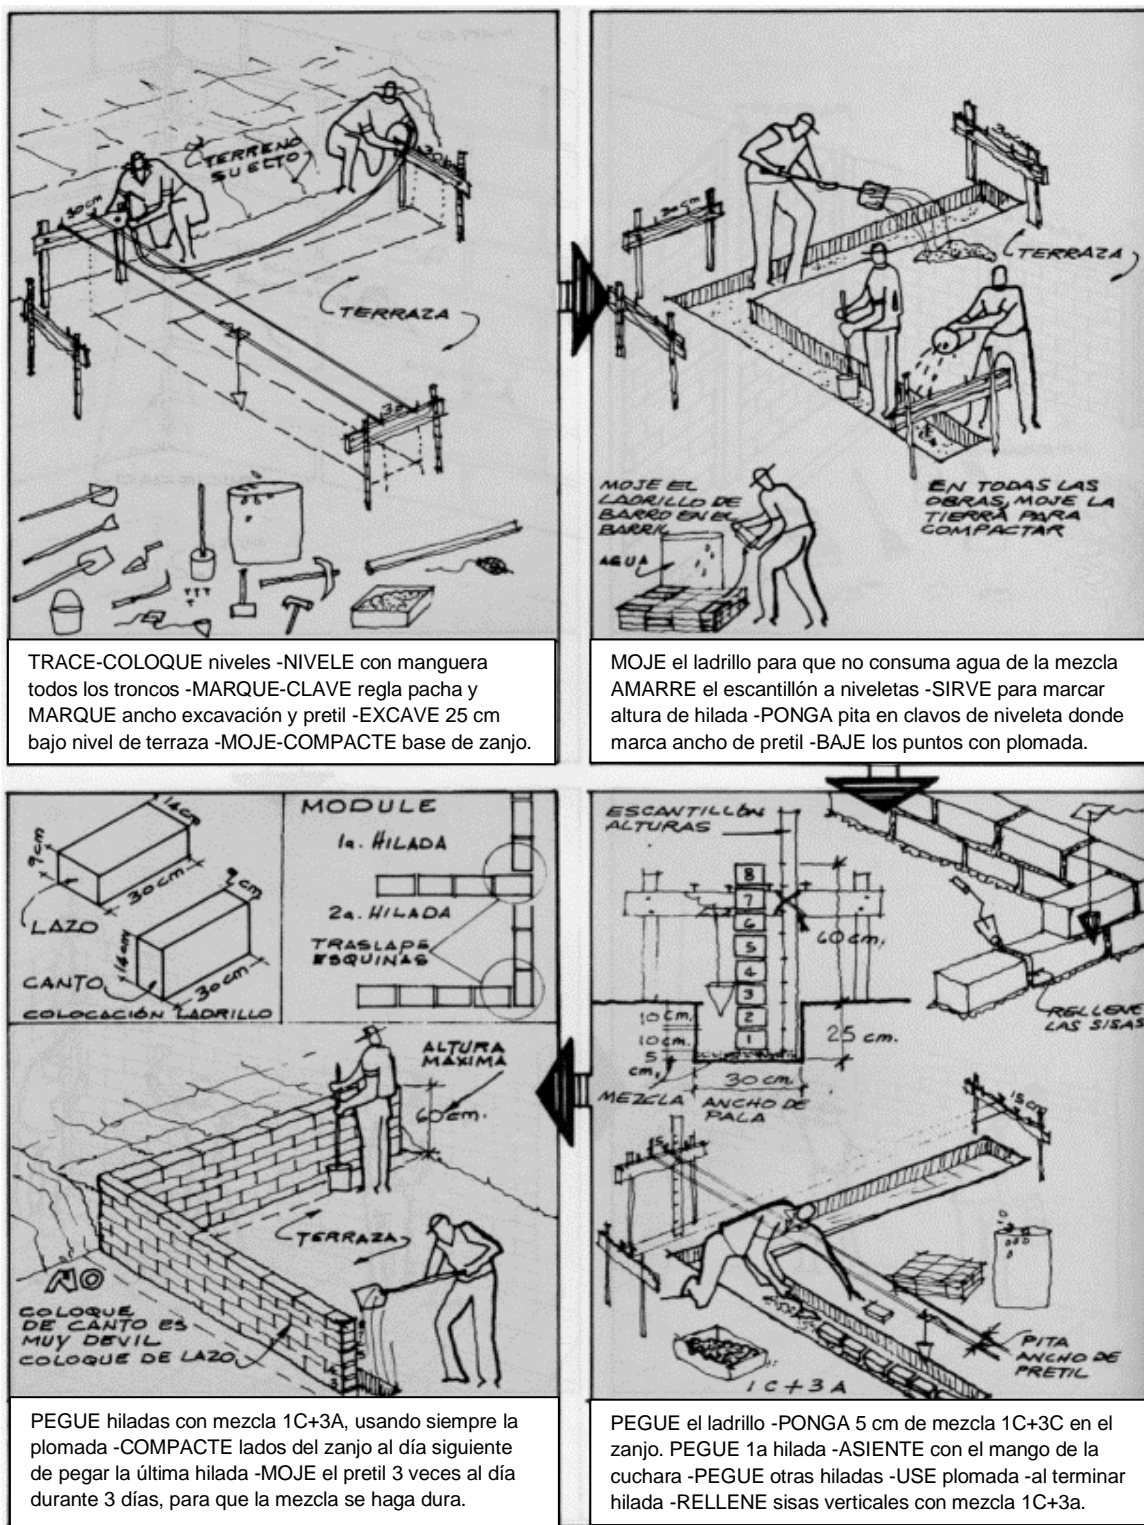 TERRENO
SUELTO
30cm
30cm
TERRAZA
30
TRACE-COLOQUE niveles -NIVELE con manguera
todos los troncos -MARQUE-CLAVE regla pacha y
MARQUE ancho excavación y pretil -EXCAVE 25 cm
bajo nivel de terraza -MOJE-COMPACTE base de zanjo.
30cm
30cm
TERRAZA
MOJE EL
LADRILLO DE
BARRO EN EL
BARRIL
AGUA
EN TODAS LAS
OBRAS, MOJE LA
TIERRA PARA
COMPACTAR
MOJE el ladrillo para que no consuma agua de la mezcla
AMARRE el escantillón a niveletas -SIRVE para marcar
altura de hilada -PONGA pita en clavos de niveleta donde
marca ancho de pretil -BAJE los puntos con plomada.
ESCANTILLÓN
ALTURAS
8
7
6
5
4
3
2
1
60cm.
10cm.
10cm.
5
cm.
25 cm.
30 cm.
MEZCLA
ANCHO DE
PALA
RELLENE
LAS SISAS
15cm
15cm
PITA
ANCHO DE
PRETIL
1C+3A
PEGUE el ladrillo -PONGA 5 cm de mezcla 1C+3C en el
zanjo. PEGUE 1a hilada -ASIENTE con el mango de la
cuchara -PEGUE otras hiladas -USE plomada -al terminar
hilada -RELLENE sisas verticales con mezcla 1C+3a.
14cm
9cm
30cm
LAZO
9cm
14cm
30cm
CANTO
COLOCACIÓN LADRILLO
MODULE
1a. HILADA
2a. HILADA
TRASLAPE
ESQUINAS
ALTURA
MAXIMA
60cm.
TERRAZA
NO
COLOQUE
DE CANTO ES
MUY DEVIL
COLOQUE DE LAZO
PEGUE hiladas con mezcla 1C+3A, usando siempre la
plomada -COMPACTE lados del zanjo al día siguiente
de pegar la última hilada -MOJE el pretil 3 veces al día
durante 3 días, para que la mezcla se haga dura.